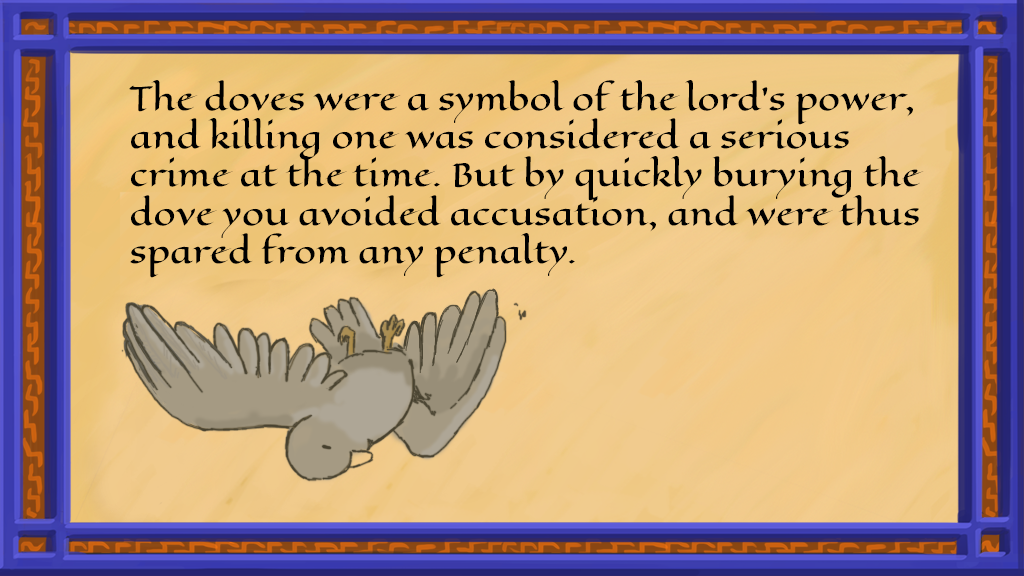 The doves were a symbol of the lord's power,
and killing one was considered a serious
crime at the time. But by quickly burying the
dove you avoided accusation, and were thus
spared from any penalty.